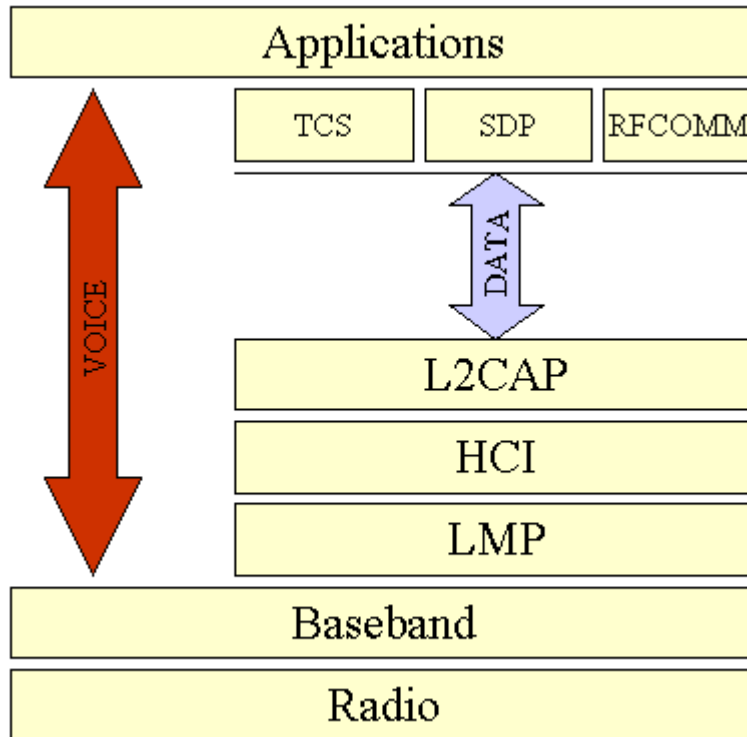 Applications
TCS
SDP
RFCOMM
VOICE
DATA
L2CAP
HCI
LMP
Baseband
Radio